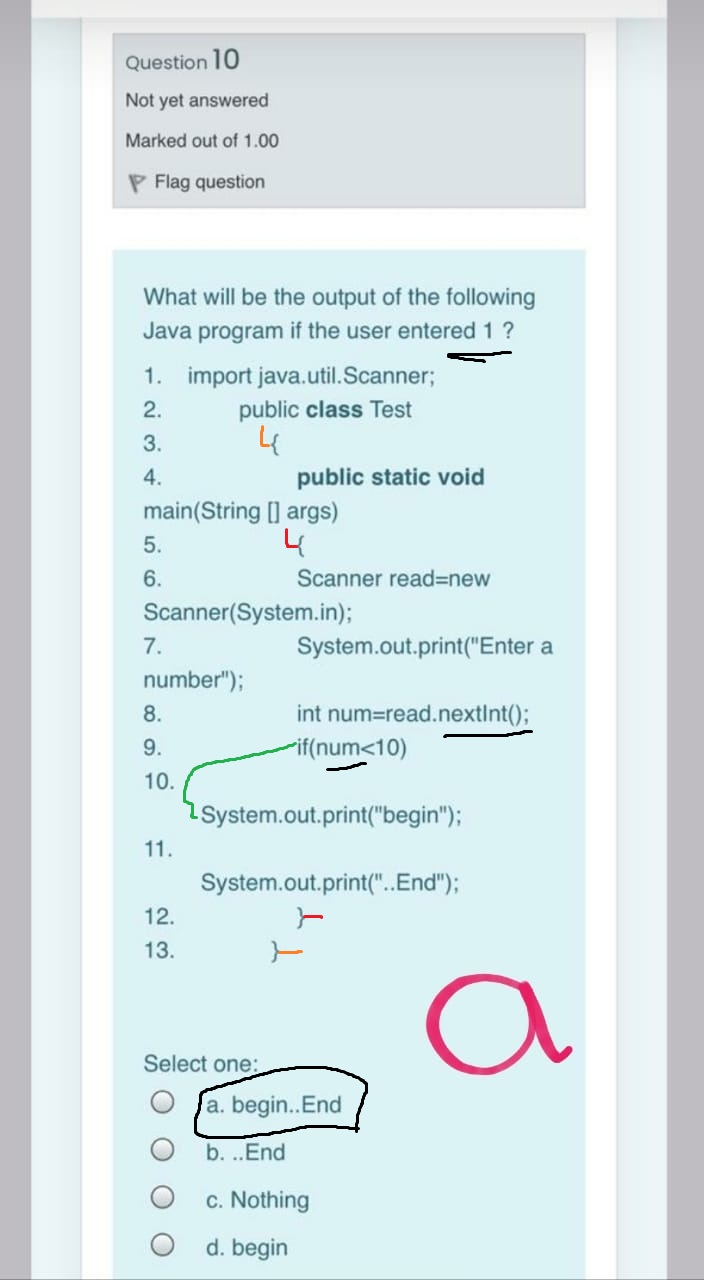 Question 10
Not yet answered
Marked out of 1.00
Flag question
What will be the output of the following
Java program if the user entered 1 ?
1. import java.util.Scanner;
2. public class Test
3. {
4. public static void
main(String [] args)
5. {
6. Scanner read=new
Scanner(System.in);
7. System.out.print("Enter a
number");
8. int num=read.nextInt();
9. if(num<10)
10.
System.out.print("begin");
11.
System.out.print("..End");
12. }
13. }
a
Select one:
a. begin..End
b. ..End
c. Nothing
d. begin